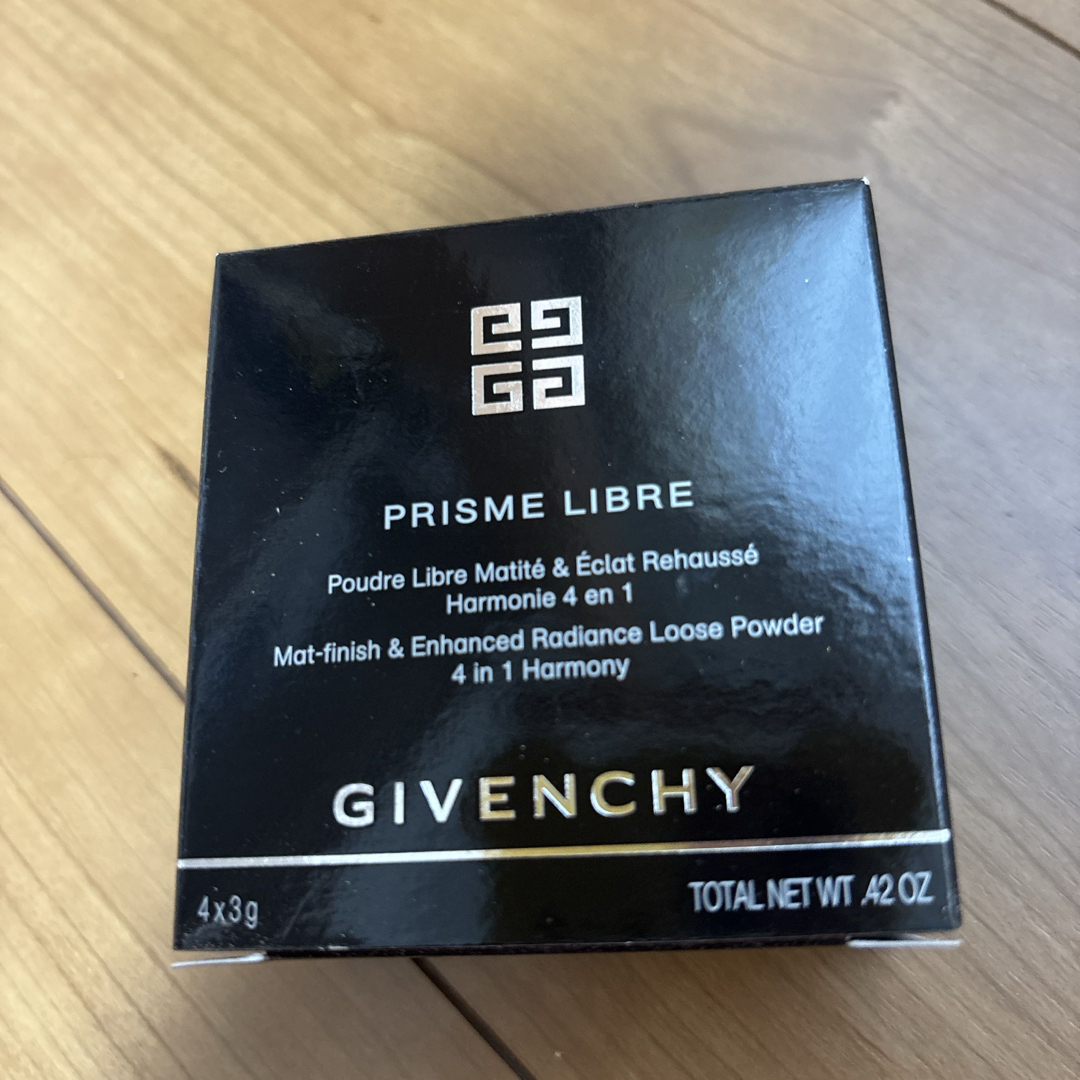 PRISME LIBRE
Poudre Libre Matité & Éclat Rehaussé
Harmonie 4 en 1
Mat-finish & Enhanced Radiance Loose Powder
4 in 1 Harmony
GIVENCHY
4x3g
TOTAL NET WT .42 OZ